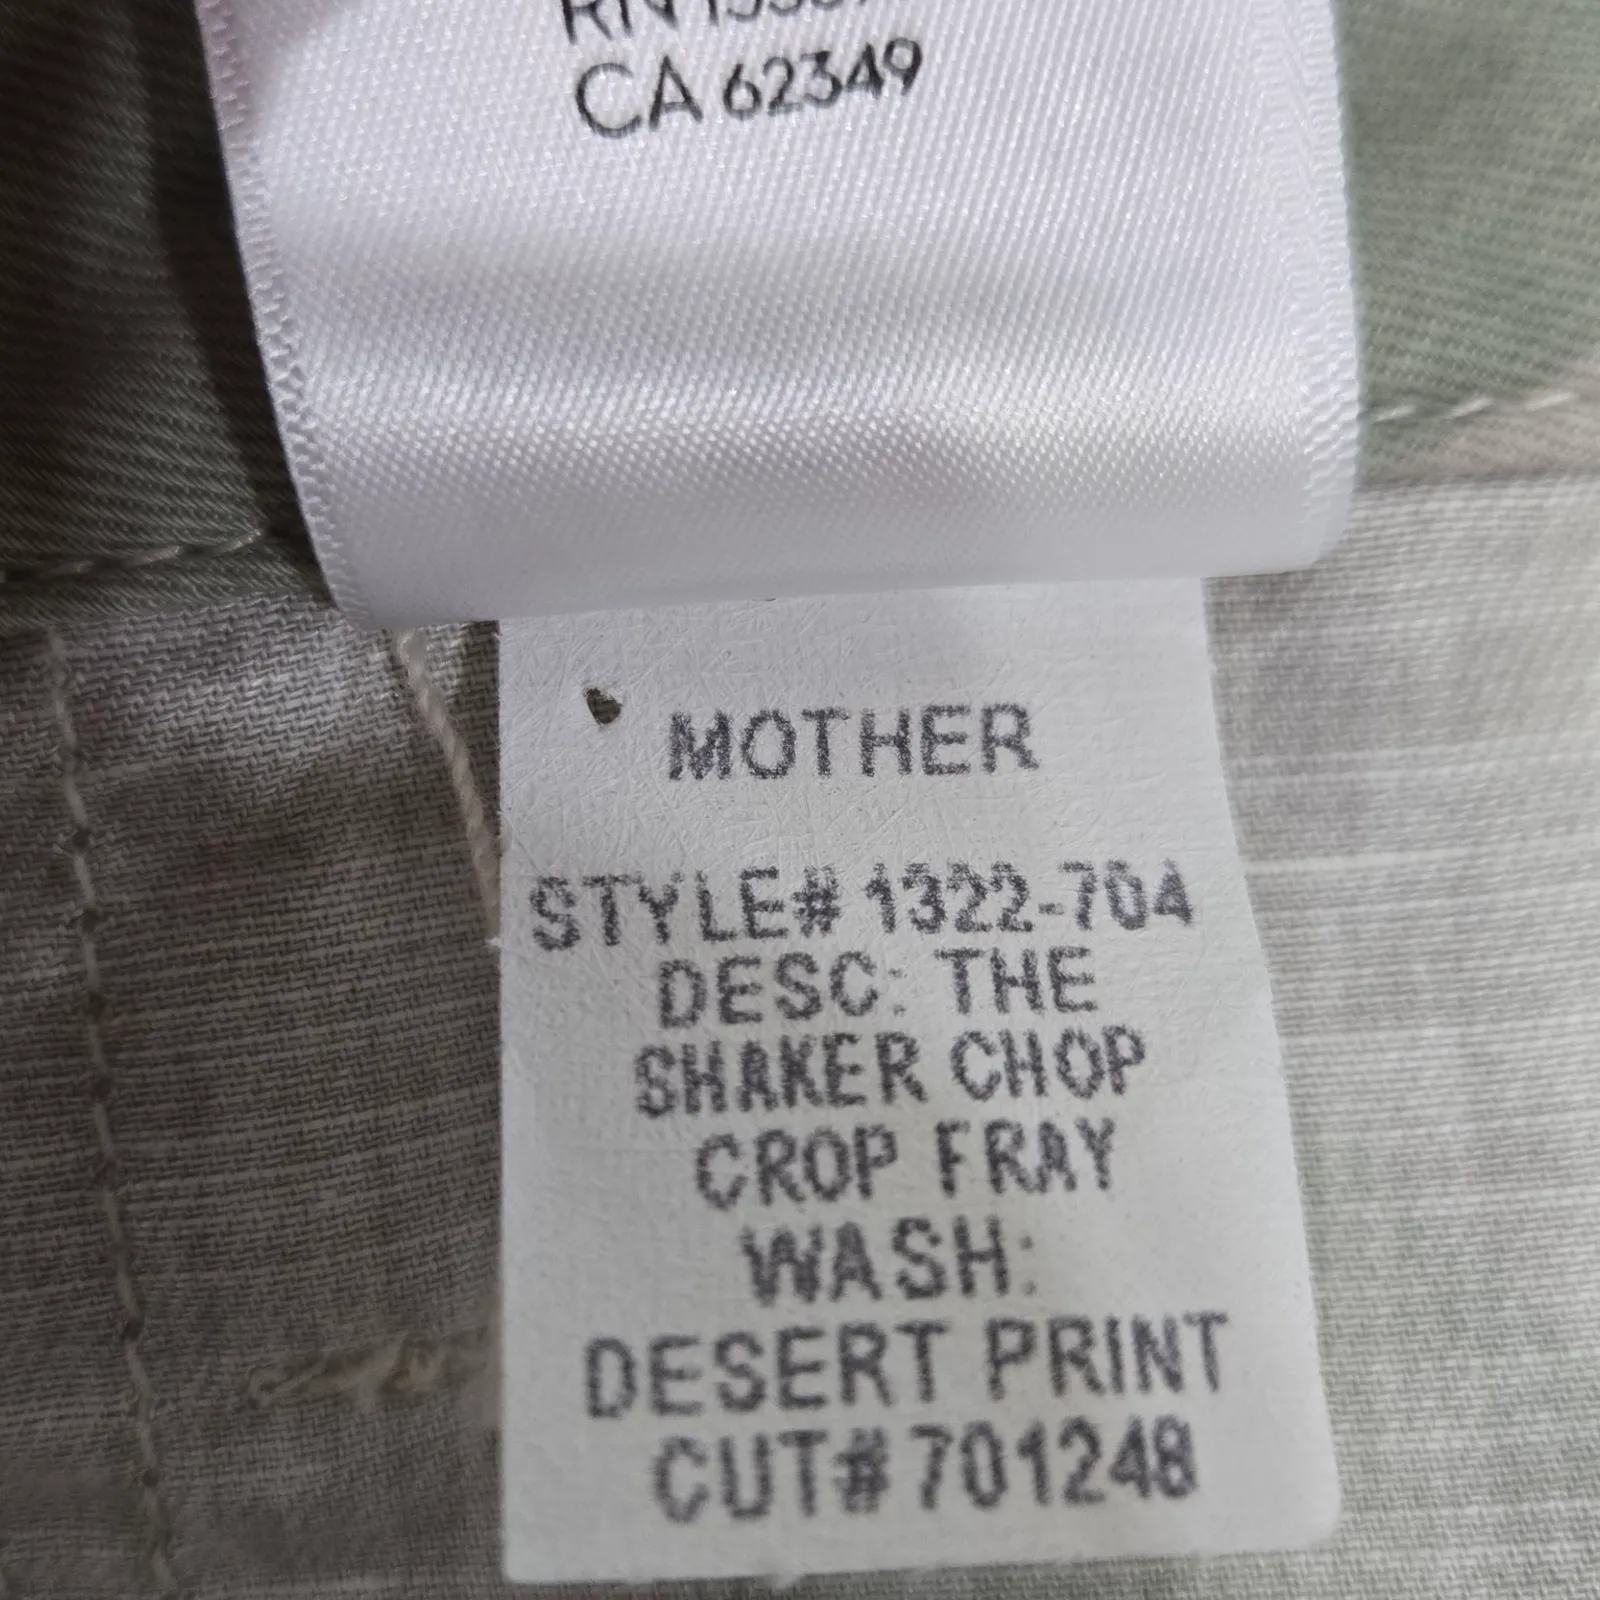 CA 62349
MOTHER
STYLE# 1322-704
DESC: THE
SHAKER CHOP
CROP FRAY
WASH:
DESERT PRINT
CUT# 701248